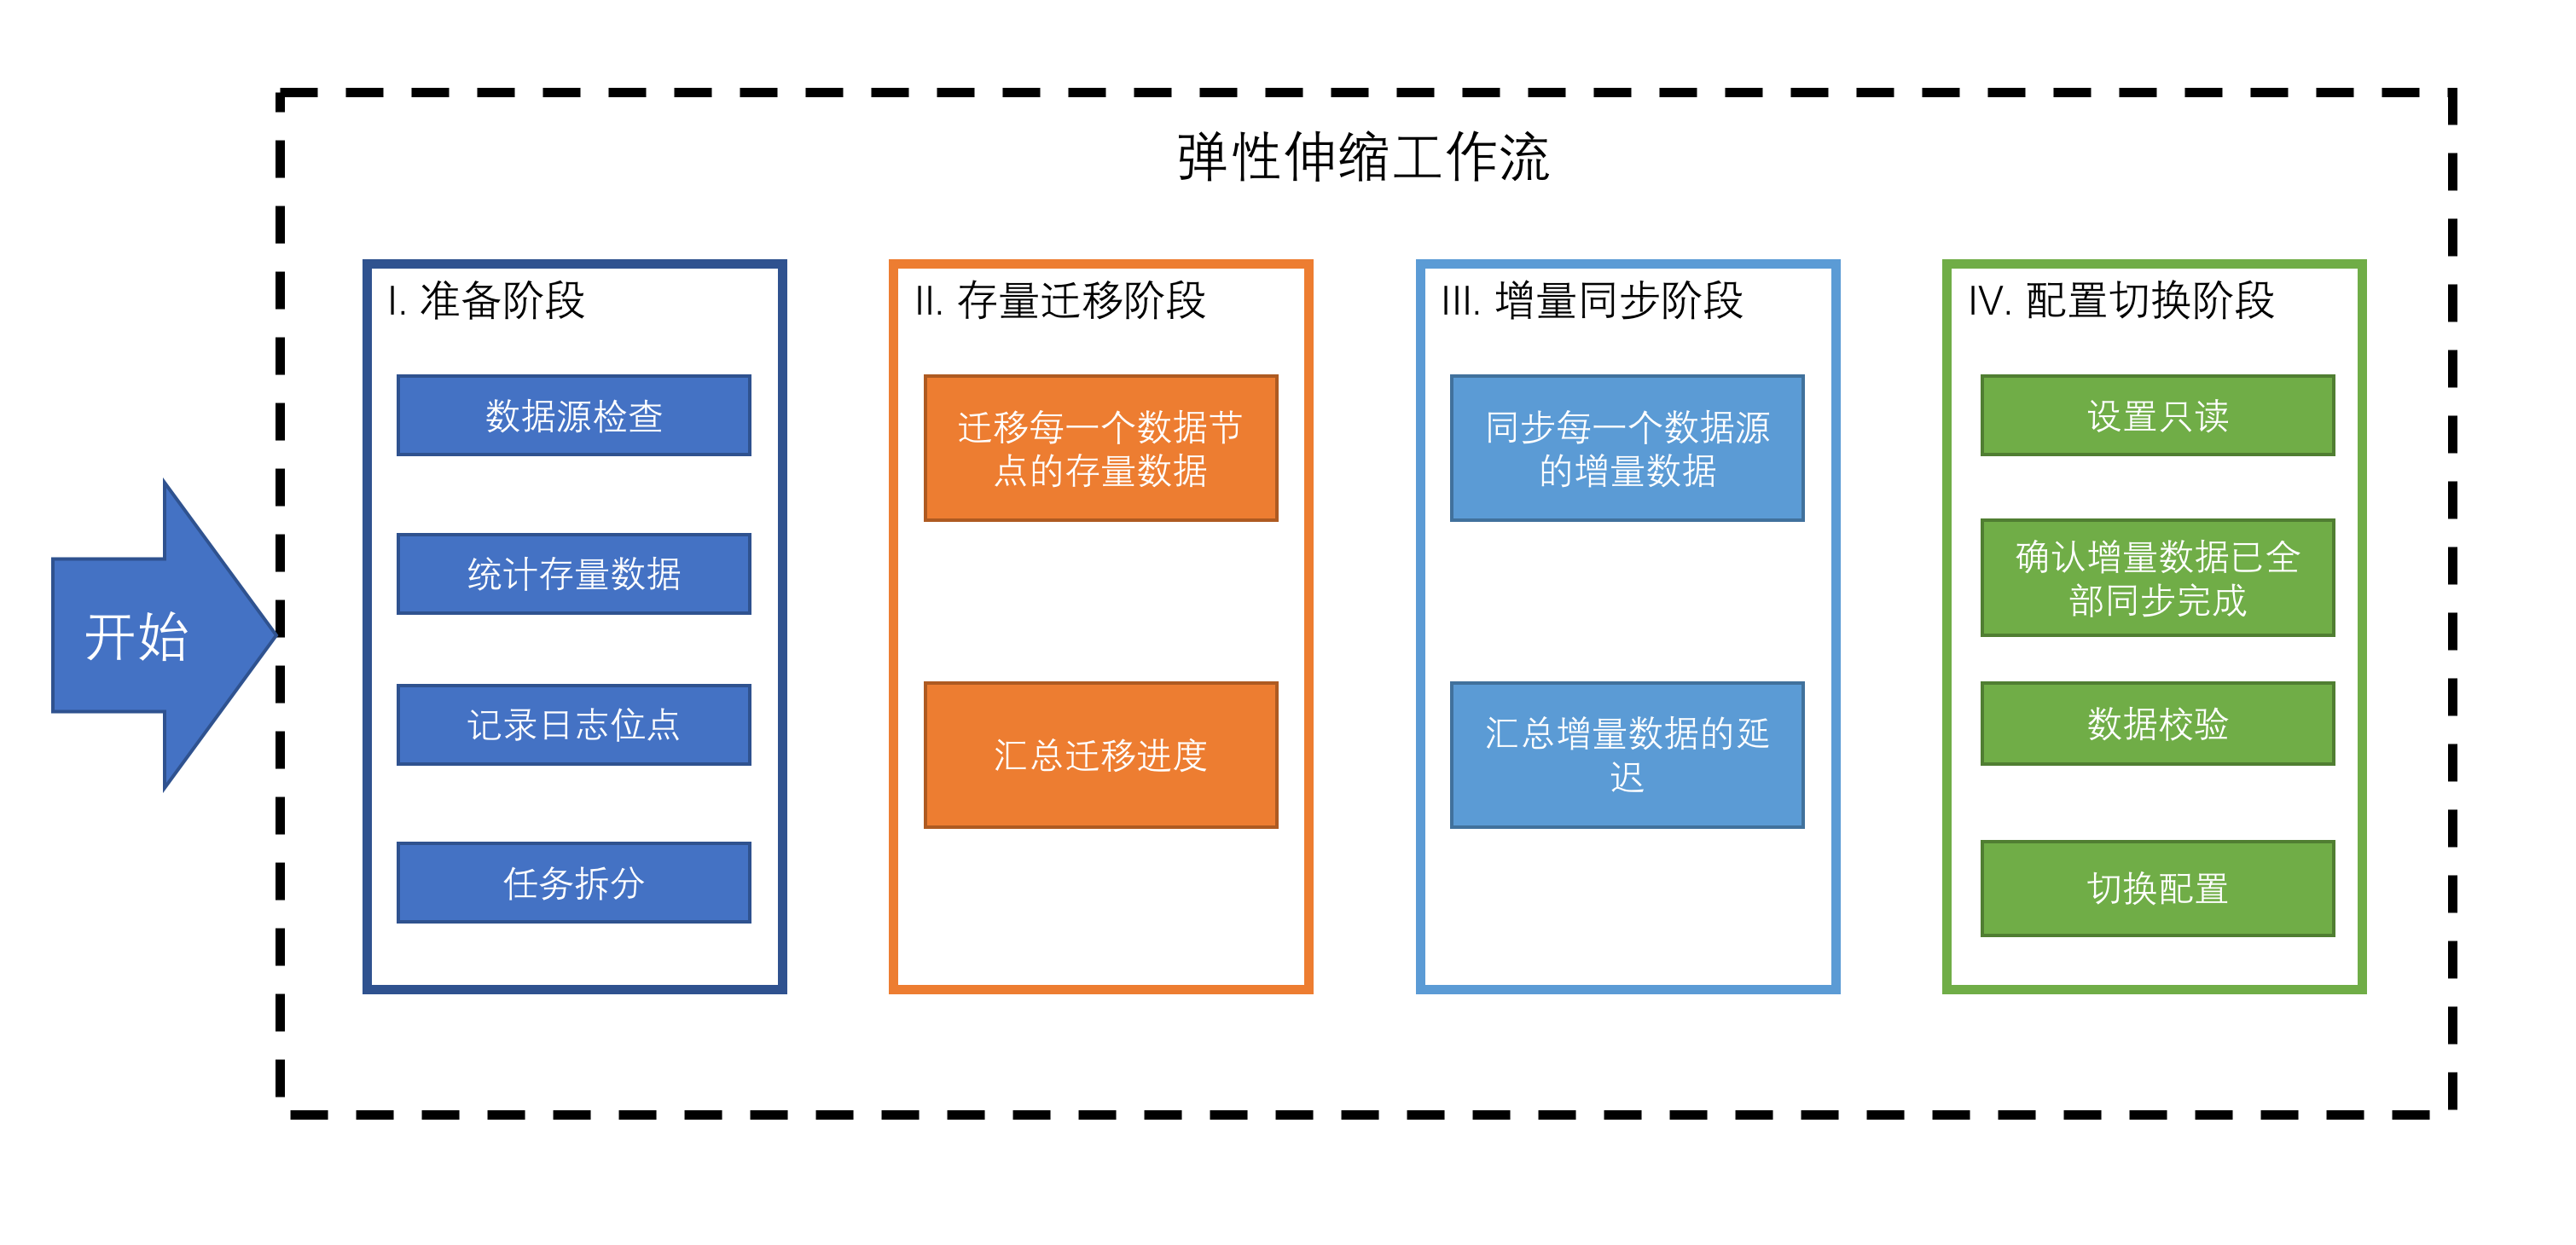 弹性伸缩工作流
开始
I. 准备阶段
数据源检查
统计存量数据
记录日志位点
任务拆分
II. 存量迁移阶段
迁移每一个数据节
点的存量数据
汇总迁移进度
III. 增量同步阶段
同步每一个数据源
的增量数据
汇总增量数据的延
迟
IV. 配置切换阶段
设置只读
确认增量数据已全
部同步完成
数据校验
切换配置